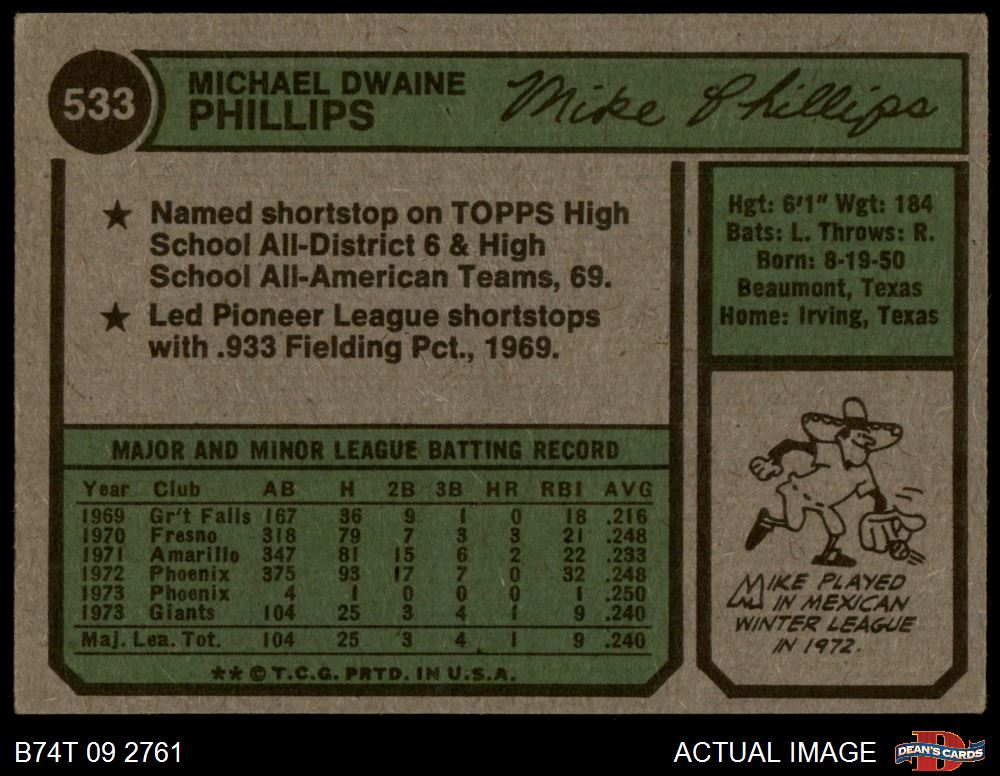 533
MICHAEL DWAINE
PHILLIPS
Mike Phillips
★ Named shortstop on TOPPS High
School All-District 6 & High
School All-American Teams, 69.
★ Led Pioneer League shortstops
with .933 Fielding Pct., 1969.
Hgt: 6'1" Wgt: 184
Bats: L. Throws: R.
Born: 8-19-50
Beaumont, Texas
Home: Irving, Texas
MAJOR AND MINOR LEAGUE BATTING RECORD
Year Club AB H 2B 3B HR RBI AVG
1969 Gr't Falls 167 36 9 1 0 18 .216
1970 Fresno 318 79 7 3 3 21 .248
1971 Amarillo 347 81 15 6 2 22 .233
1972 Phoenix 375 93 17 7 0 32 .248
1973 Phoenix 4 1 0 0 0 1 .250
1973 Giants 104 25 3 4 1 9 .240
Maj. Lea. Tot. 104 25 3 4 1 9 .240
** © T.C.G. PRTD. IN U.S.A.
MIKE PLAYED
IN MEXICAN
WINTER LEAGUE
IN 1972.
B74T 09 2761
ACTUAL IMAGE
DEAN'S CARDS